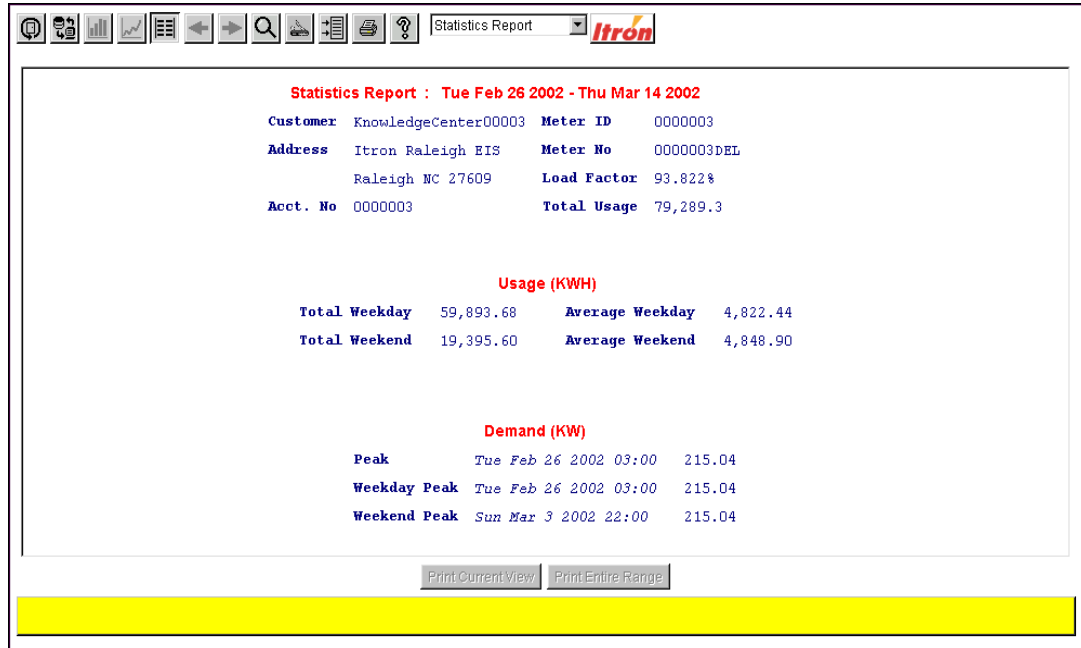 Statistics Report Itrón
Statistics Report : Tue Feb 26 2002 - Thu Mar 14 2002
Customer KnowledgeCenter00003 Meter ID 0000003
Address Itron Raleigh EIS Meter No 0000003DEL
Raleigh NC 27609 Load Factor 93.822%
Acct. No 0000003 Total Usage 79,289.3
Usage (KWH)
Total Weekday 59,893.68 Average Weekday 4,822.44
Total Weekend 19,395.60 Average Weekend 4,848.90
Demand (KW)
Peak Tue Feb 26 2002 03:00 215.04
Weekday Peak Tue Feb 26 2002 03:00 215.04
Weekend Peak Sun Mar 3 2002 22:00 215.04
Print Current View Print Entire Range